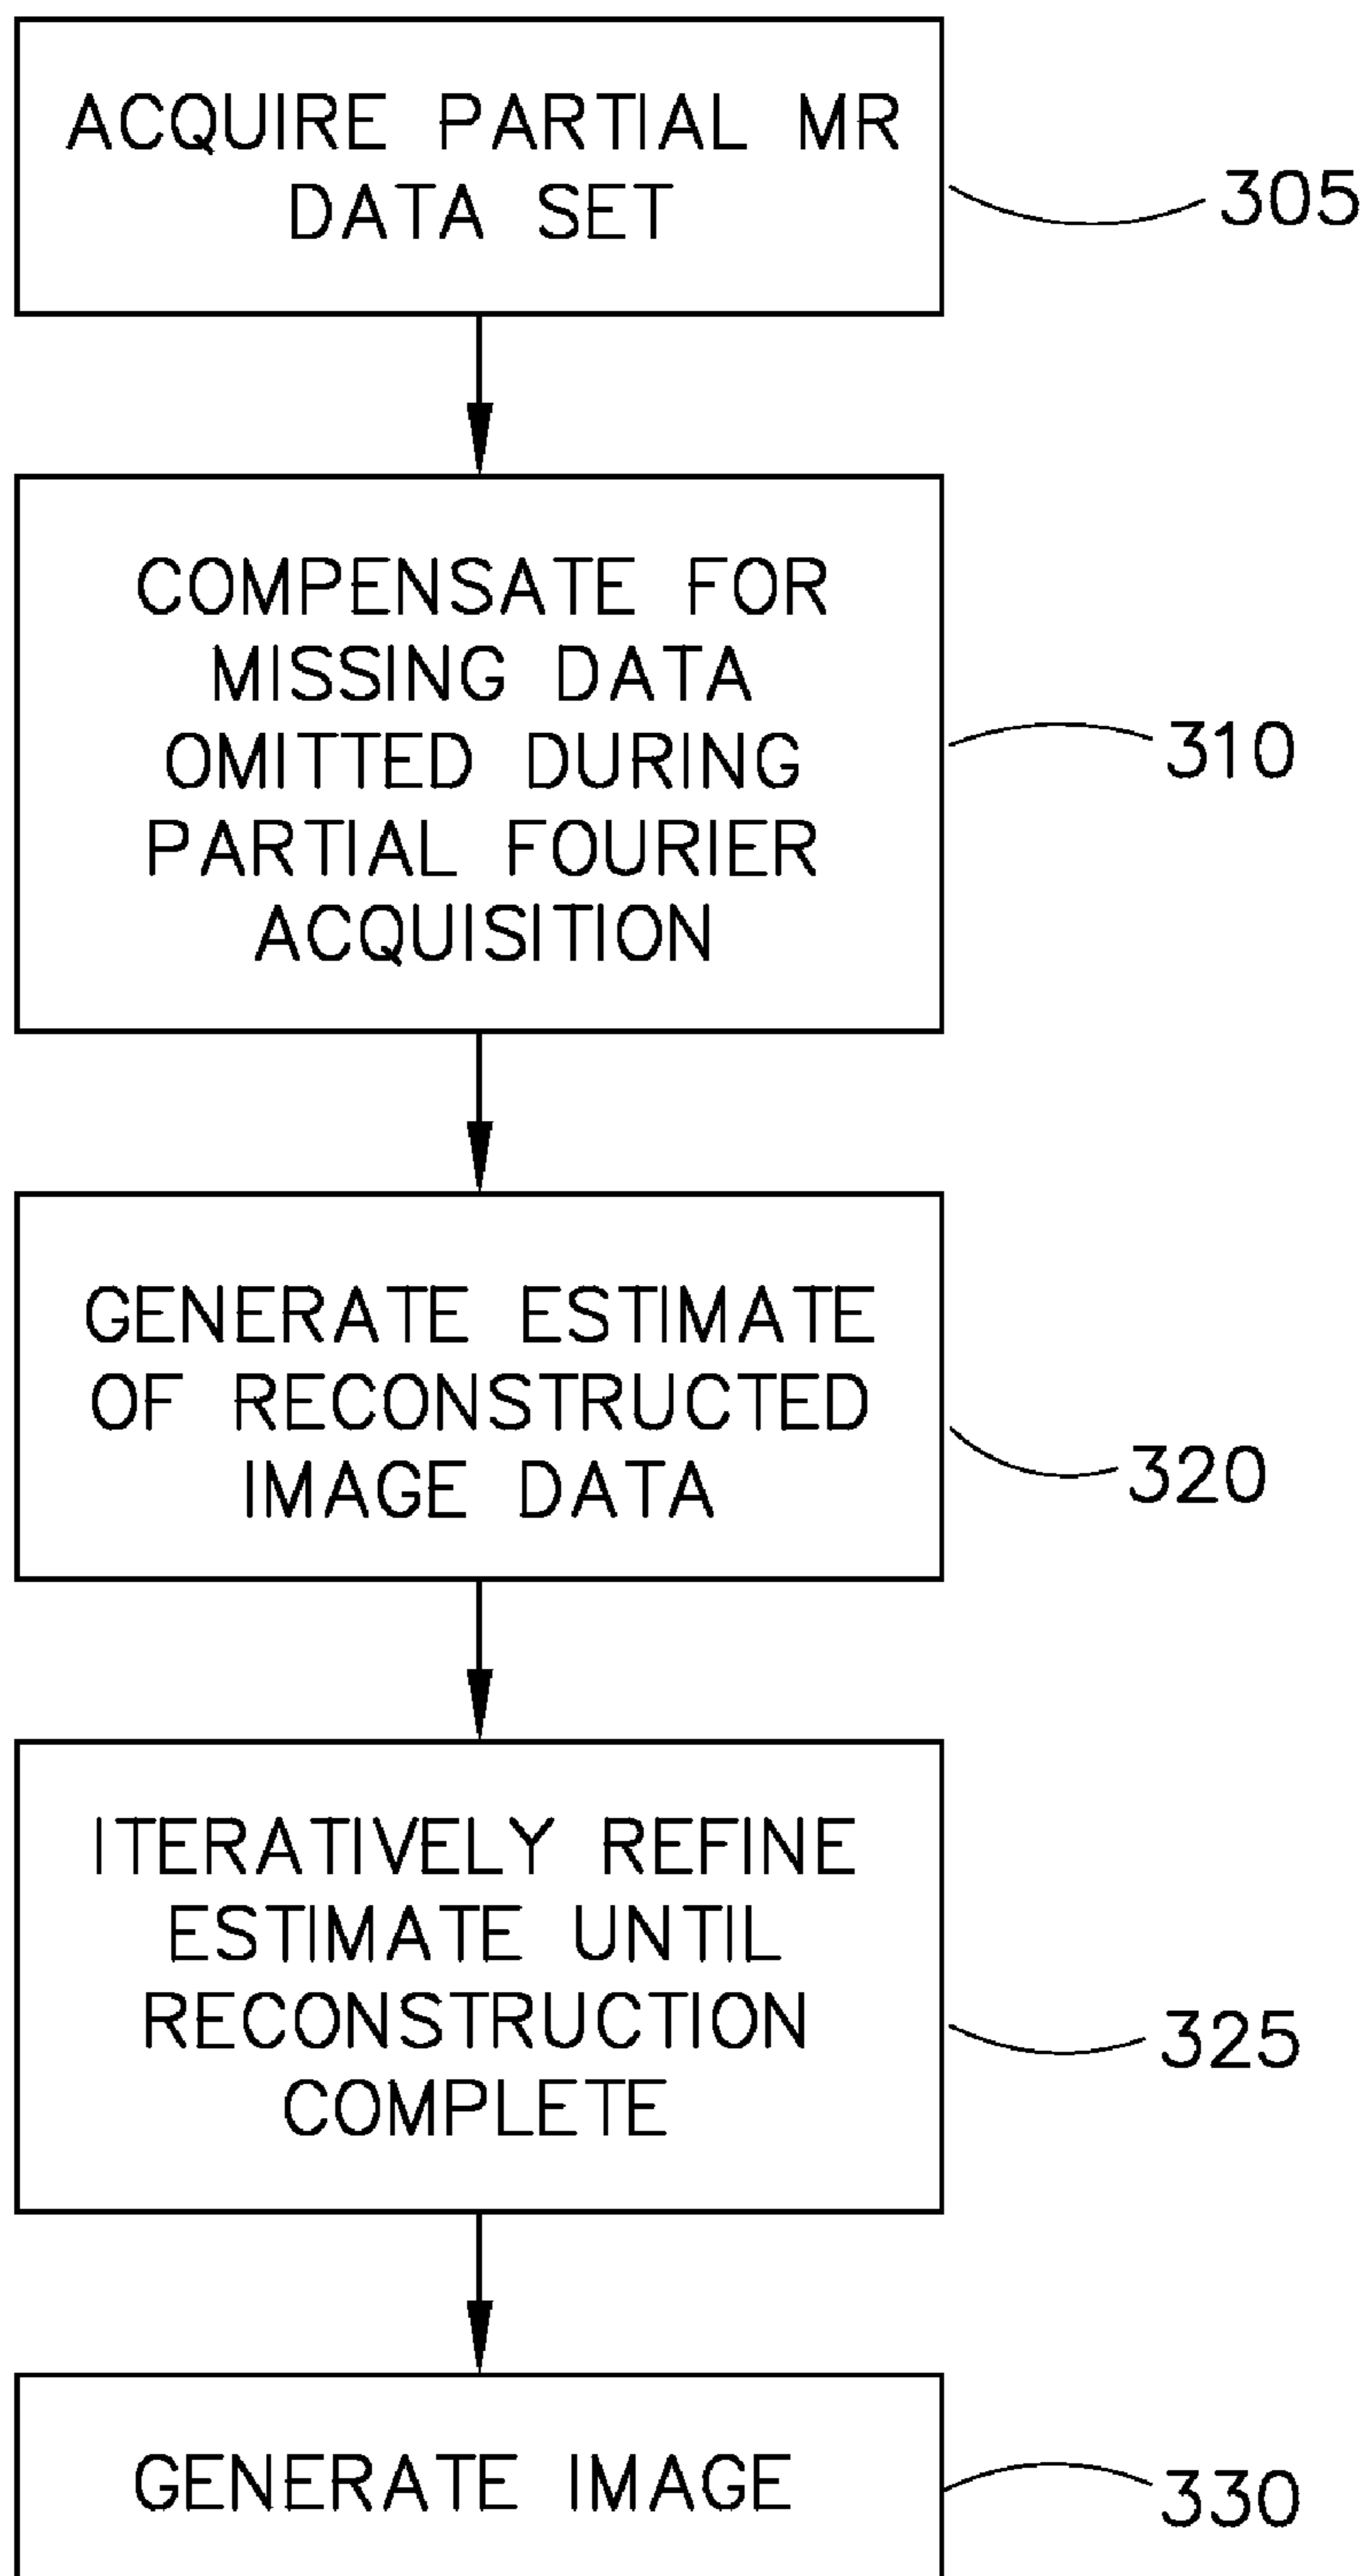 ACQUIRE PARTIAL MR
DATA SET
305
COMPENSATE FOR
MISSING DATA
OMITTED DURING
PARTIAL FOURIER
ACQUISITION
310
GENERATE ESTIMATE
OF RECONSTRUCTED
IMAGE DATA
320
ITERATIVELY REFINE
ESTIMATE UNTIL
RECONSTRUCTION
COMPLETE
325
GENERATE IMAGE
330